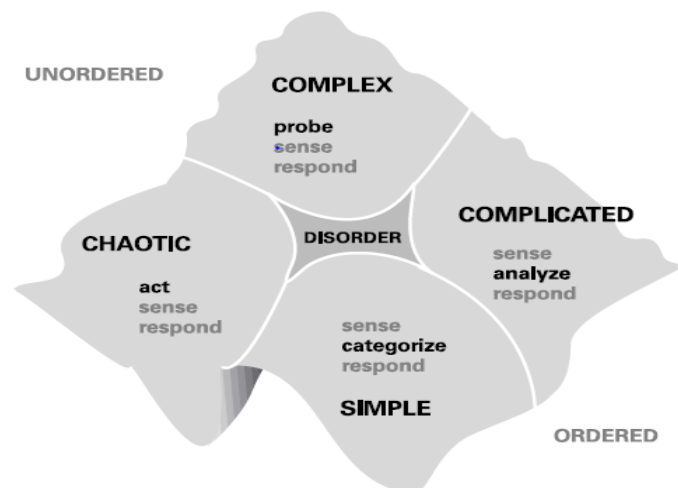 UNORDERED
COMPLEX
probe
sense
respond
COMPLICATED
sense
analyze
respond
CHAOTIC
act
sense
respond
DISORDER
sense
categorize
respond
SIMPLE
ORDERED